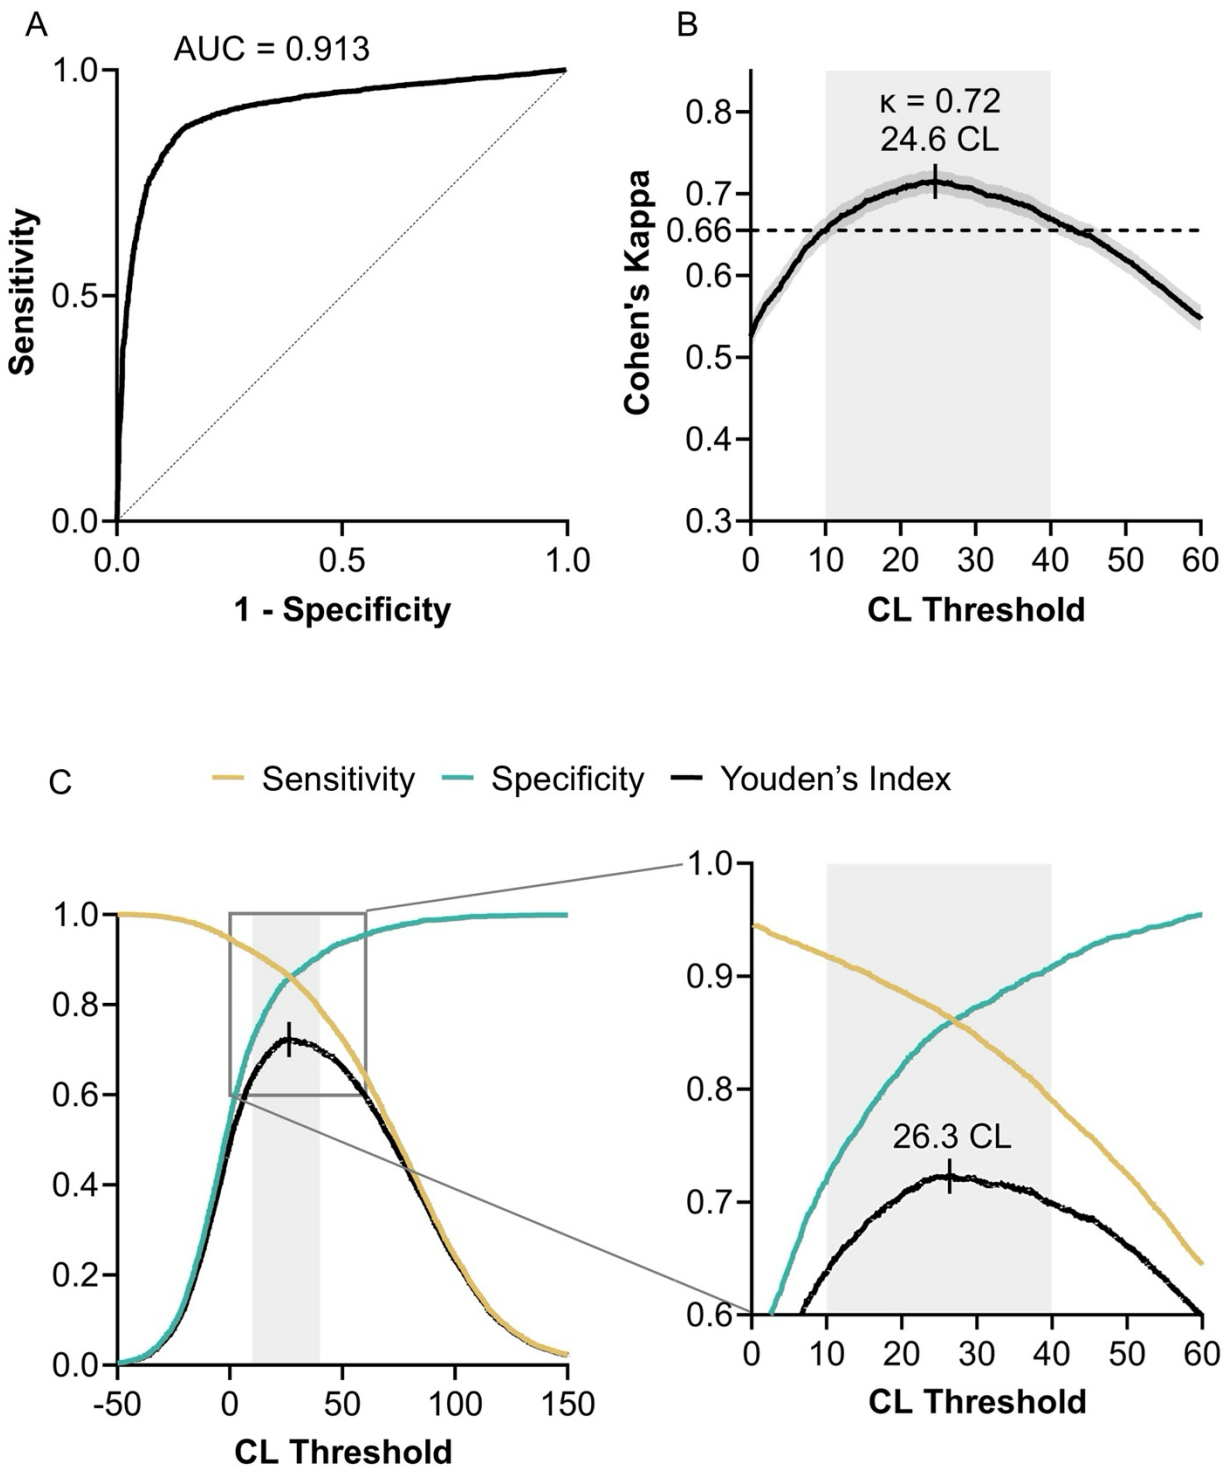 A
AUC = 0.913
1.0
0.5
0.0
0.0 0.5 1.0
Sensitivity
1 - Specificity
B
κ = 0.72
24.6 CL
0.8
0.7
0.66
0.6
0.5
0.4
0.3
0 10 20 30 40 50 60
Cohen's Kappa
CL Threshold
C
Sensitivity Specificity Youden's Index
1.0
0.8
0.6
0.4
0.2
0.0
-50 0 50 100 150
CL Threshold
1.0
0.9
0.8
0.7
0.6
26.3 CL
0 10 20 30 40 50 60
CL Threshold